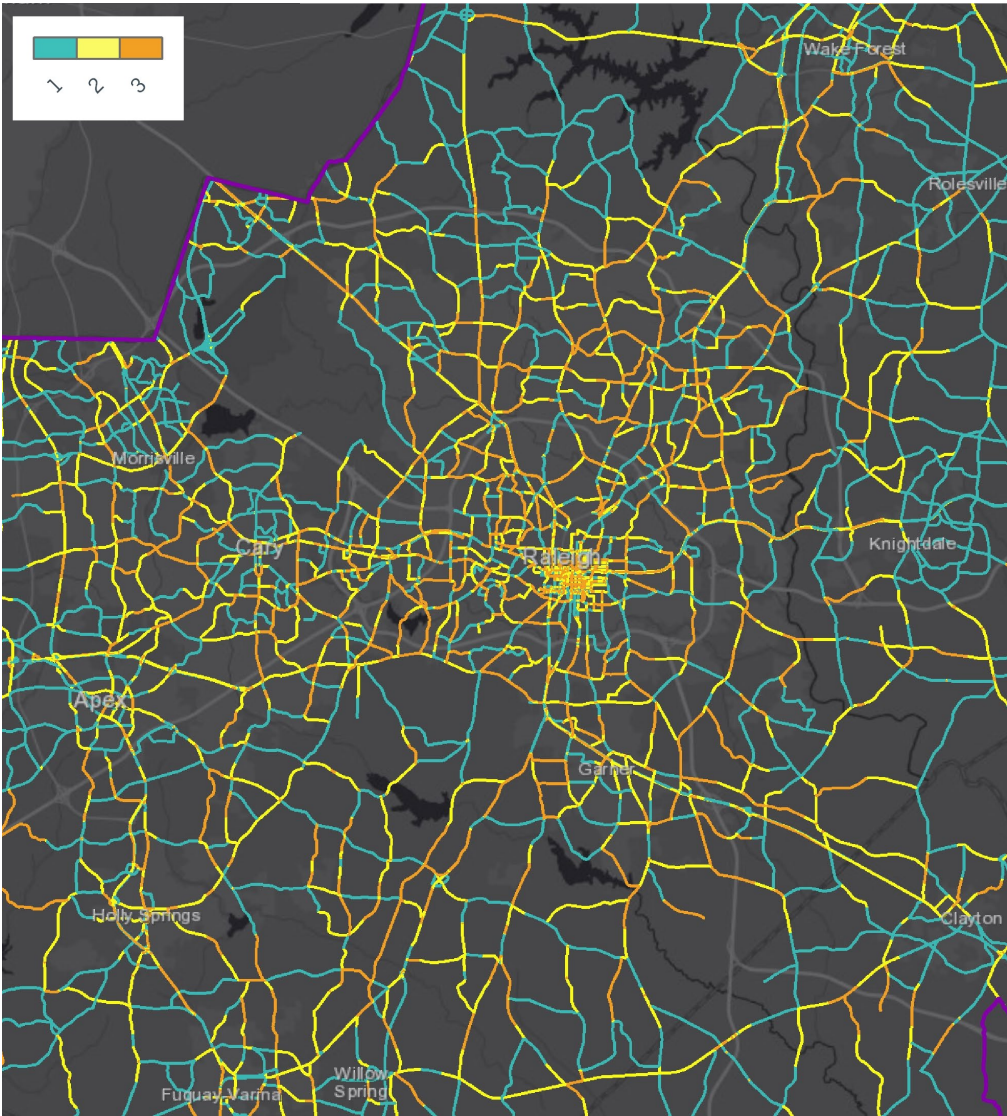 1 2 3
Wake Forest
Rolesville
Morrisville
Cary
Raleigh
Knightdale
Apex
Garner
Holly Springs
Clayton
Willow
Spring
Fuquay-Varina